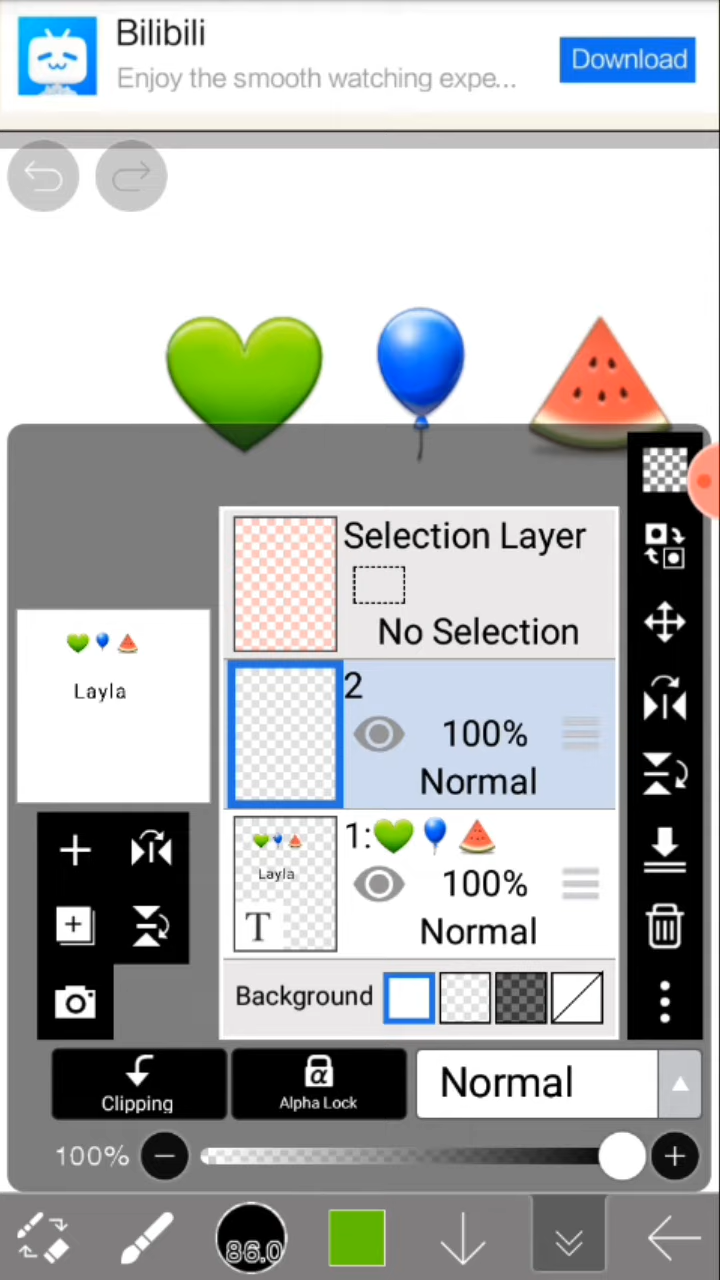 Bilibili
Enjoy the smooth watching expe...
Download
Selection Layer
No Selection
Layla
2
100%
Normal
1:💚🎈🍉
Layla
T
100%
Normal
Background
Clipping
α
Alpha Lock
Normal
100%
86.0